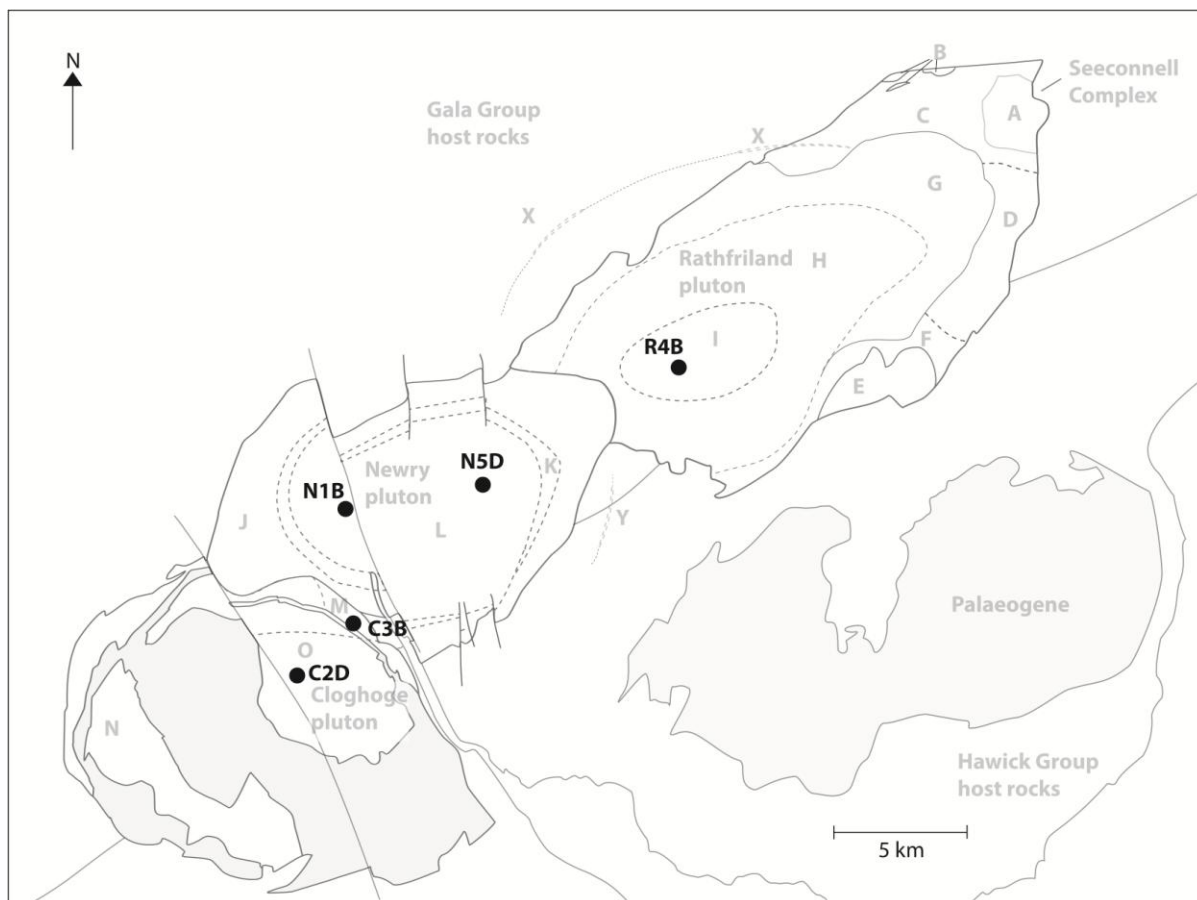 N
B
Seeconnell
Complex
Gala Group
host rocks
C
A
X
G
X
D
Rathfriland
pluton
H
I
R4B
F
E
Newry
pluton
N5D
K
N1B
J
L
Y
M
C3B
Palaeogene
O
C2D
Cloghoge
pluton
N
Hawick Group
host rocks
5 km